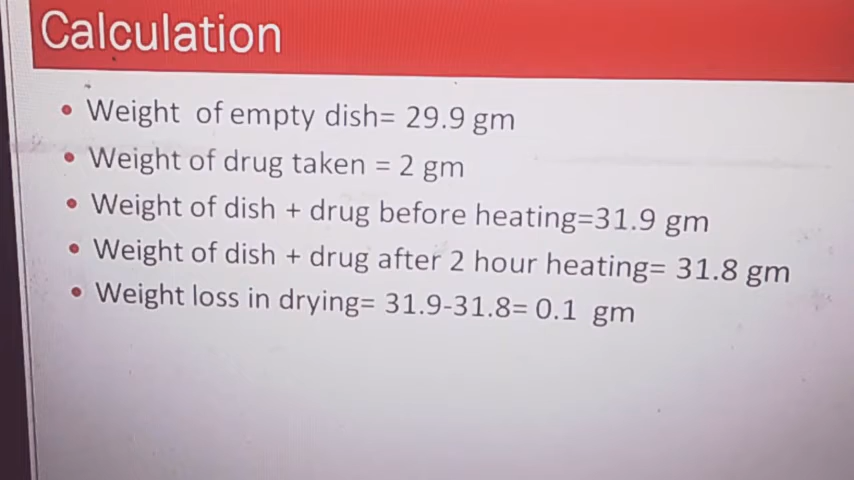 Calculation
• Weight of empty dish= 29.9 gm
• Weight of drug taken = 2 gm
• Weight of dish + drug before heating=31.9 gm
• Weight of dish + drug after 2 hour heating= 31.8 gm
• Weight loss in drying= 31.9-31.8= 0.1 gm